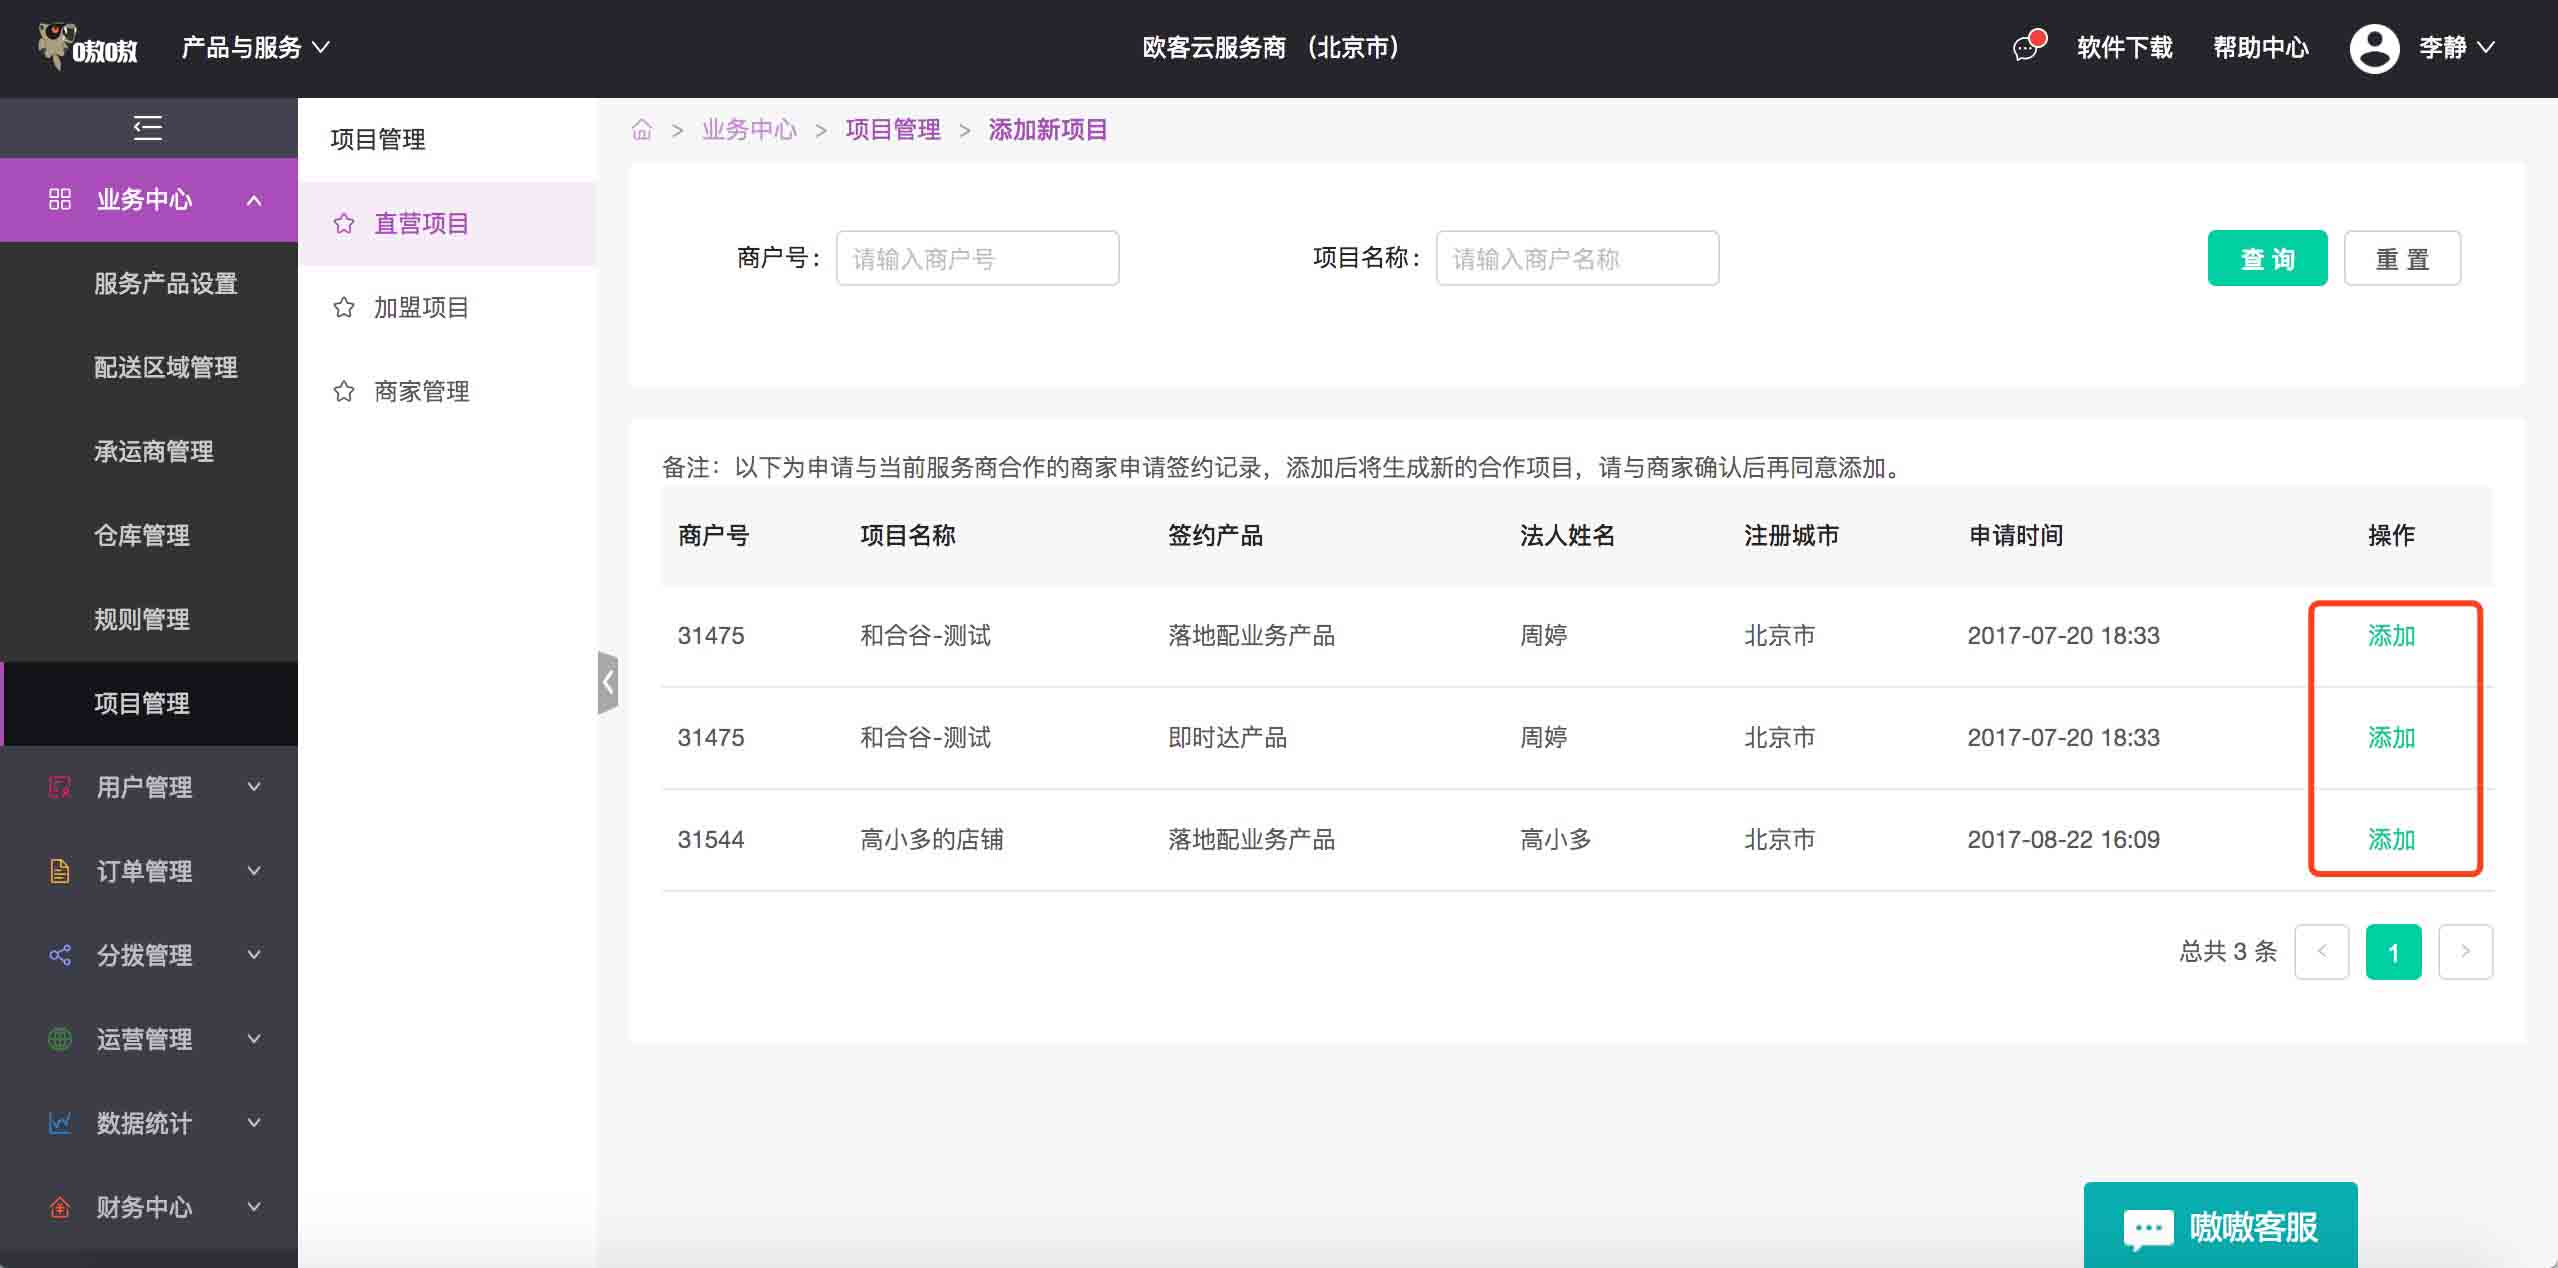 嗷嗷 产品与服务 欧客云服务商 （北京市） 软件下载 帮助中心 李静
业务中心
服务产品设置
配送区域管理
承运商管理
仓库管理
规则管理
项目管理
用户管理
订单管理
分拨管理
运营管理
数据统计
财务中心
项目管理
直营项目
加盟项目
商家管理
> 业务中心 > 项目管理 > 添加新项目
商户号： 请输入商户号 项目名称： 请输入商户名称 查 询 重 置
备注：以下为申请与当前服务商合作的商家申请签约记录，添加后将生成新的合作项目，请与商家确认后再同意添加。
商户号 项目名称 签约产品 法人姓名 注册城市 申请时间 操作
31475 和合谷-测试 落地配业务产品 周婷 北京市 2017-07-20 18:33 添加
31475 和合谷-测试 即时达产品 周婷 北京市 2017-07-20 18:33 添加
31544 高小多的店铺 落地配业务产品 高小多 北京市 2017-08-22 16:09 添加
总共 3 条 < 1 >
嗷嗷客服